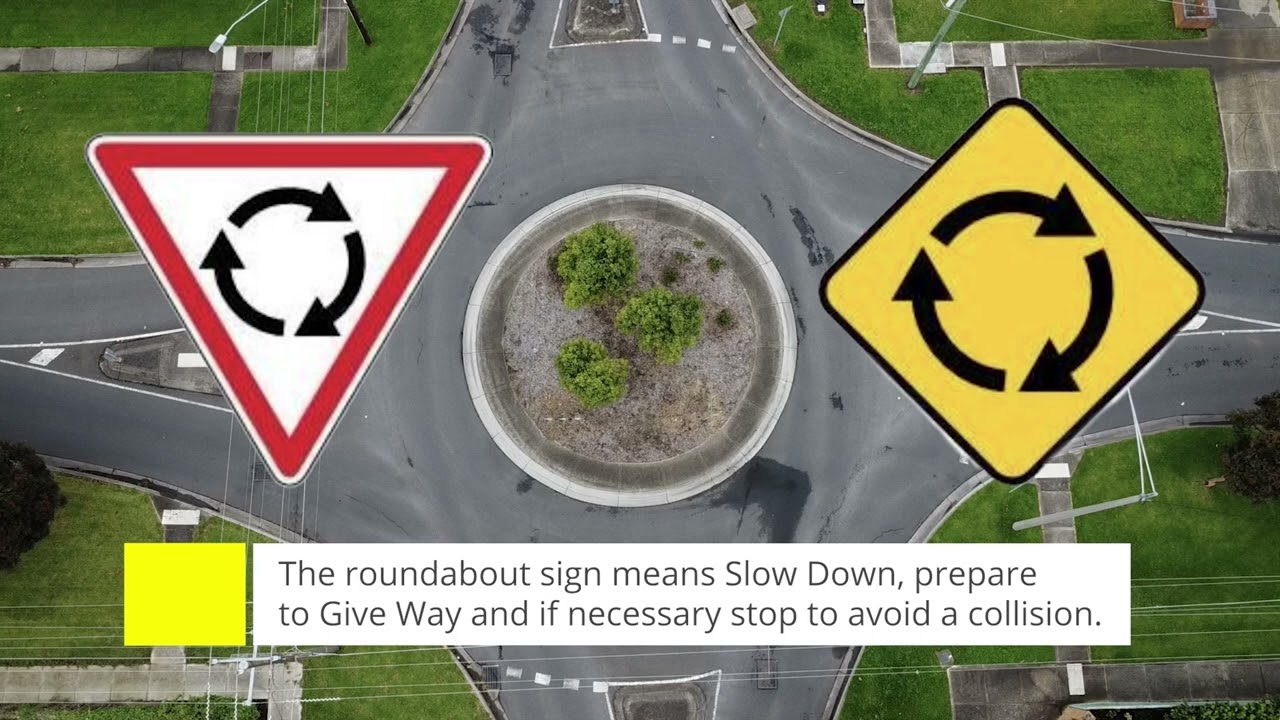 The roundabout sign means Slow Down, prepare
to Give Way and if necessary stop to avoid a collision.